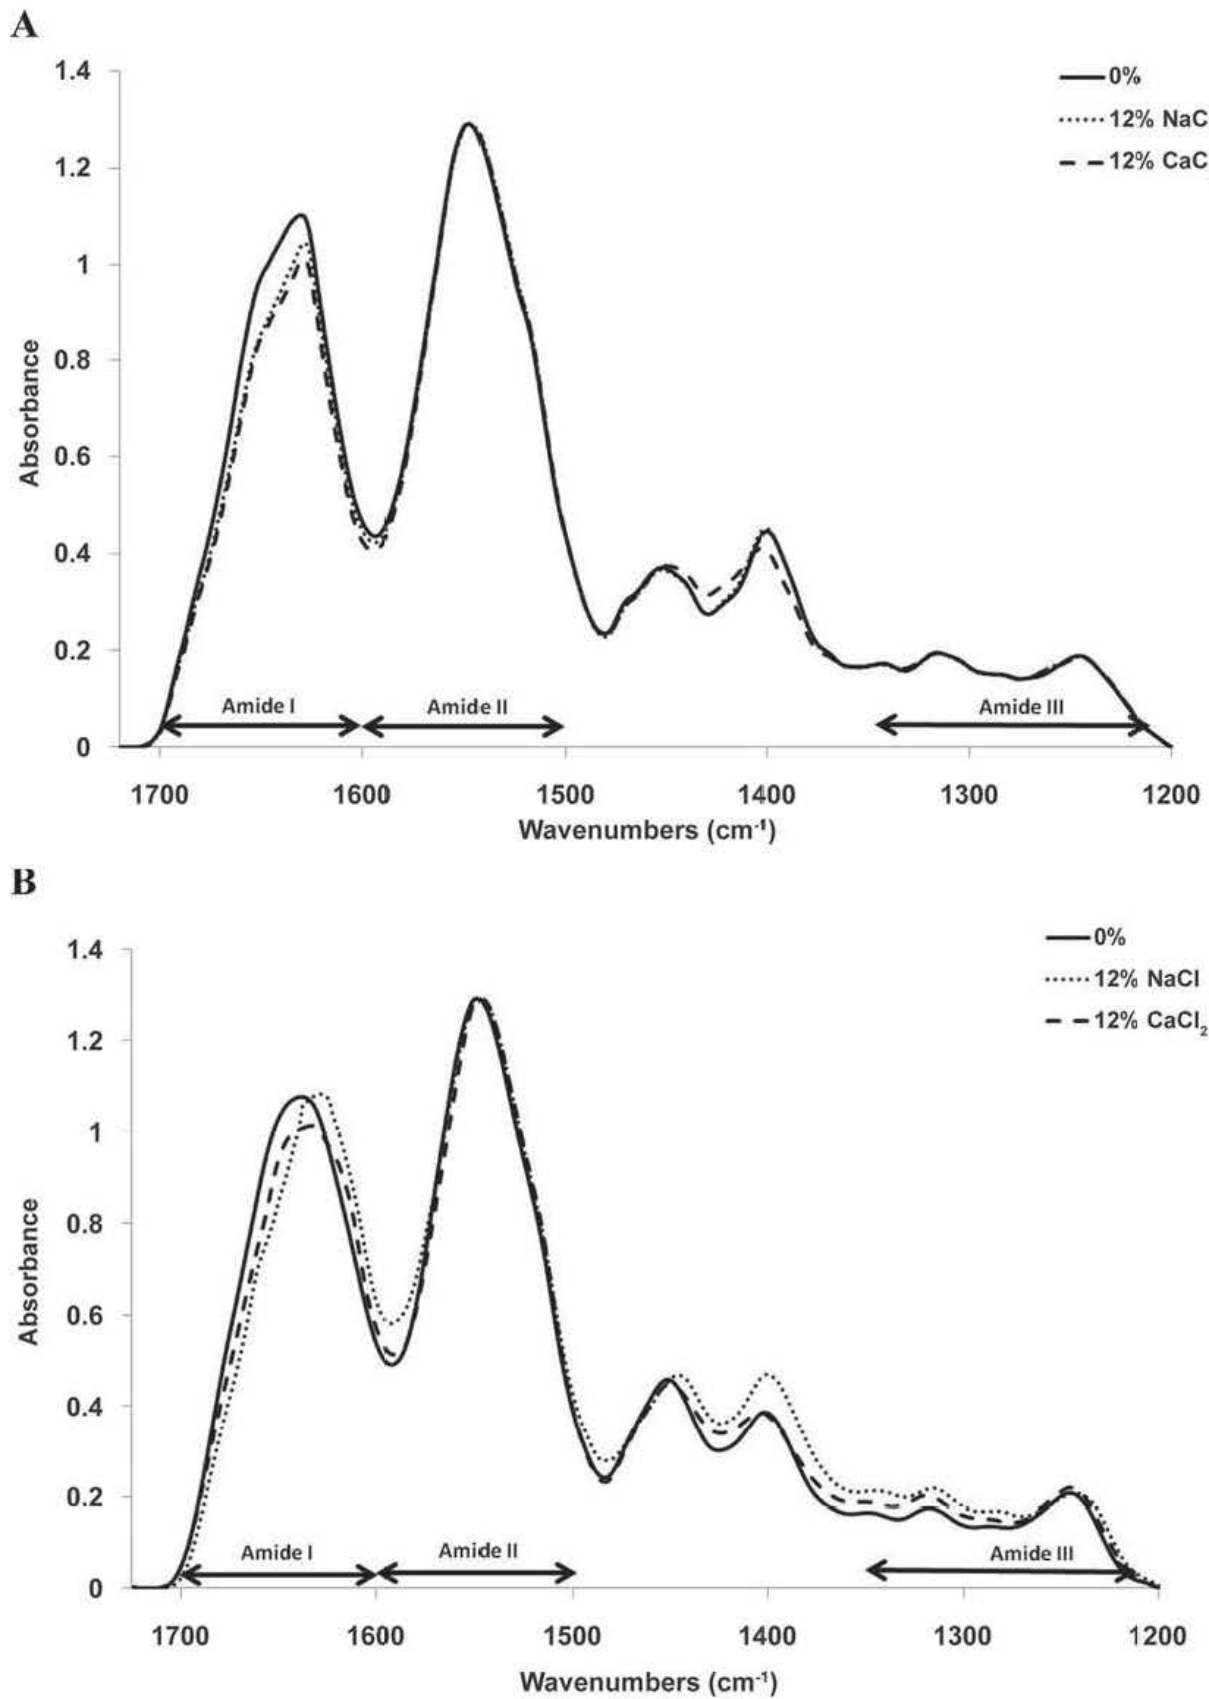 A
1.4
1.2
1
0.8
0.6
0.4
0.2
0
Absorbance
0%
12% NaC
12% CaC
Amide I
Amide II
Amide III
1700
1600
1500
1400
1300
1200
Wavenumbers (cm⁻¹)
B
1.4
1.2
1
0.8
0.6
0.4
0.2
0
Absorbance
0%
12% NaCl
12% CaCl₂
Amide I
Amide II
Amide III
1700
1600
1500
1400
1300
1200
Wavenumbers (cm⁻¹)